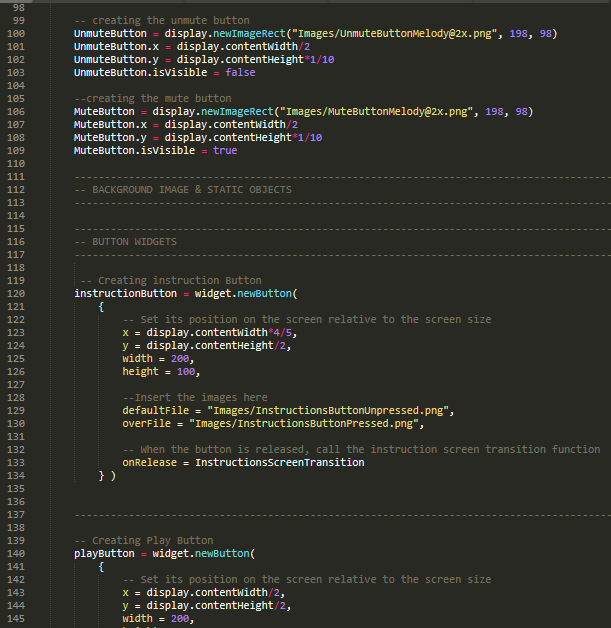 98
99 -- creating the unmute button
100 UnmuteButton = display.newImageRect("Images/UnmuteButtonMelody@2x.png", 198, 98)
101 UnmuteButton.x = display.contentWidth/2
102 UnmuteButton.y = display.contentHeight*1/10
103 UnmuteButton.isVisible = false
104
105 --creating the mute button
106 MuteButton = display.newImageRect("Images/MuteButtonMelody@2x.png", 198, 98)
107 MuteButton.x = display.contentWidth/2
108 MuteButton.y = display.contentHeight*1/10
109 MuteButton.isVisible = true
110
111 -----------------------------------------------------------------------------------------
112 -- BACKGROUND IMAGE & STATIC OBJECTS
113 -----------------------------------------------------------------------------------------
114
115 -----------------------------------------------------------------------------------------
116 -- BUTTON WIDGETS
117 -----------------------------------------------------------------------------------------
118
119 -- Creating instruction Button
120 instructionButton = widget.newButton(
121 {
122 -- Set its position on the screen relative to the screen size
123 x = display.contentWidth*4/5,
124 y = display.contentHeight/2,
125 width = 200,
126 height = 100,
127
128 --Insert the images here
129 defaultFile = "Images/InstructionsButtonUnpressed.png",
130 overFile = "Images/InstructionsButtonPressed.png",
131
132 -- When the button is released, call the instruction screen transition function
133 onRelease = InstructionsScreenTransition
134 } )
135
136
137 -----------------------------------------------------------------------------------------
138
139 -- Creating Play Button
140 playButton = widget.newButton(
141 {
142 -- Set its position on the screen relative to the screen size
143 x = display.contentWidth/2,
144 y = display.contentHeight/2,
145 width = 200,